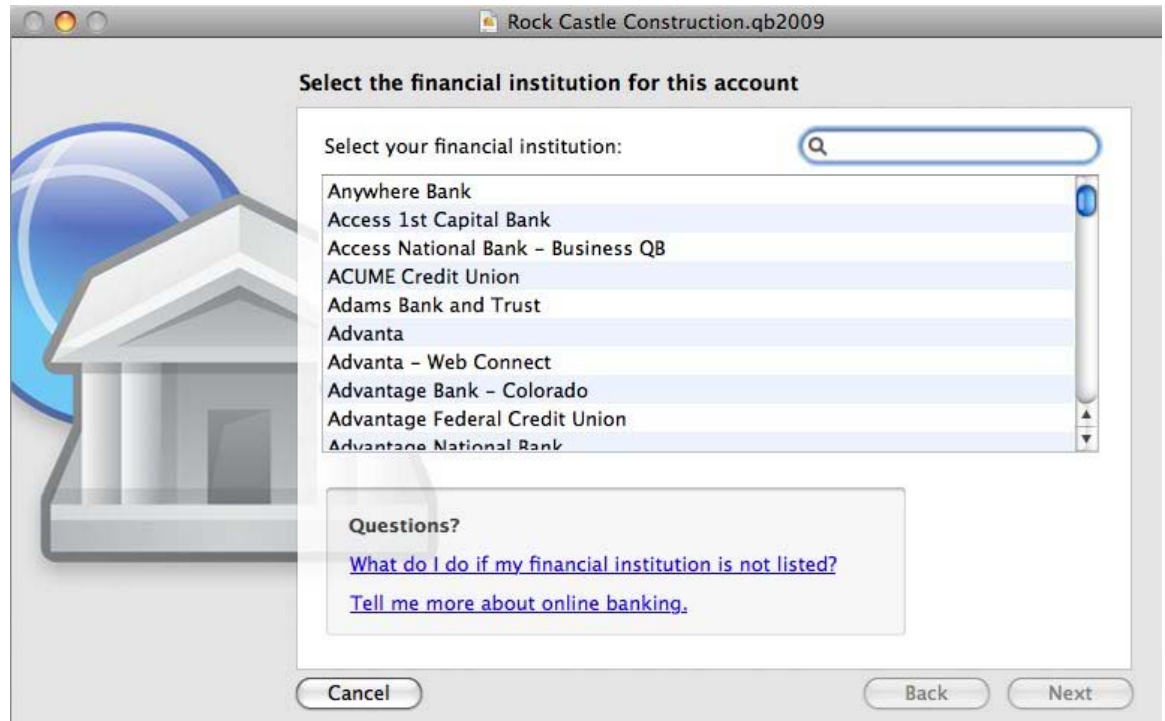 Rock Castle Construction.qb2009
Select the financial institution for this account
Select your financial institution:
Anywhere Bank
Access 1st Capital Bank
Access National Bank – Business QB
ACUME Credit Union
Adams Bank and Trust
Advanta
Advanta – Web Connect
Advantage Bank – Colorado
Advantage Federal Credit Union
Advantage National Bank
Questions?
What do I do if my financial institution is not listed?
Tell me more about online banking.
Cancel
Back
Next